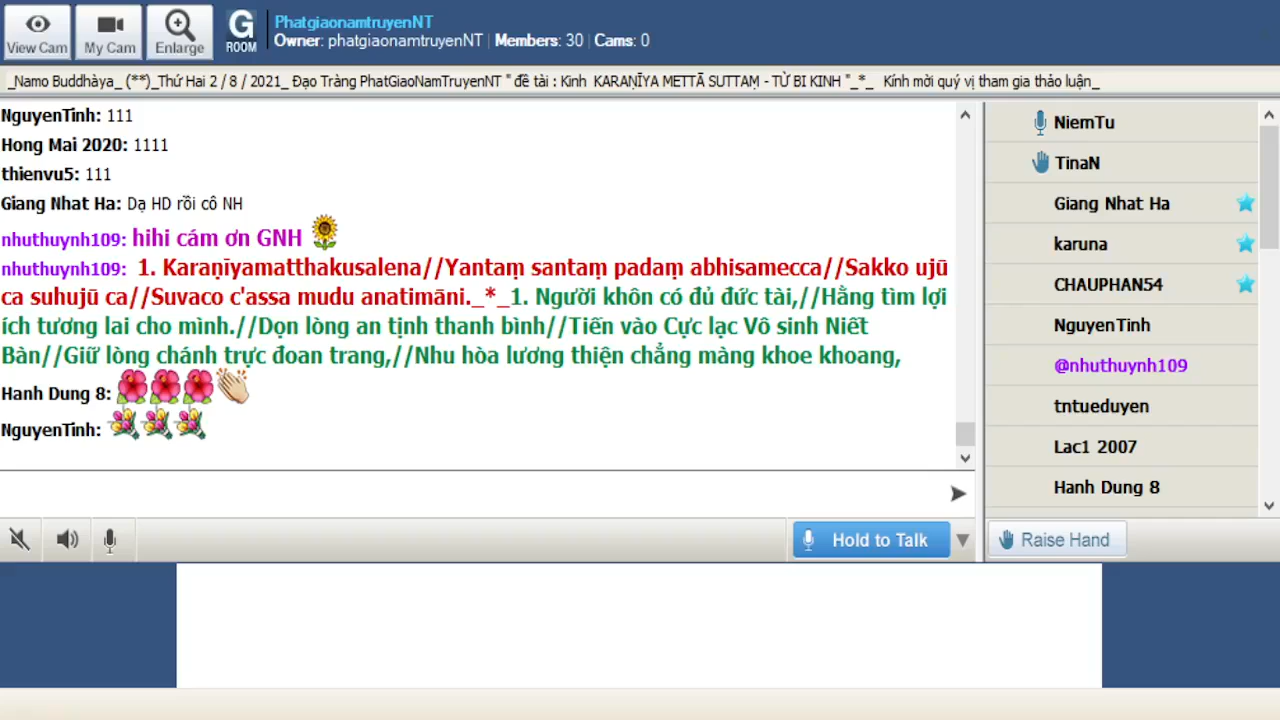 View Cam
My Cam
Enlarge
G
ROOM
PhatgiaonamtruyenNT
Owner: phatgiaonamtruyenNT | Members: 30 | Cams: 0
_Namo Buddhàya_ (**)_Thứ Hai 2 / 8 / 2021_ Đạo Tràng PhatGiaoNamTruyenNT " đề tài : Kinh KARAṆĪYA METTĀ SUTTAṂ - TỪ BI KINH "_*_ Kính mời quý vị tham gia thảo luận_
NguyenTinh: 111
Hong Mai 2020: 1111
thienvu5: 111
Giang Nhat Ha: Dạ HD rồi cô NH
nhuthuynh109: hihi cám ơn GNH
nhuthuynh109: 1. Karaṇīyamatthakusalena//Yantaṃ santaṃ padaṃ abhisamecca//Sakko ujū
ca suhujū ca//Suvaco c'assa mudu anatimāni._*_1. Người khôn có đủ đức tài,//Hằng tìm lợi
ích tương lai cho mình.//Dọn lòng an tịnh thanh bình//Tiến vào Cực lạc Vô sinh Niết
Bàn//Giữ lòng chánh trực đoan trang,//Nhu hòa lương thiện chẳng màng khoe khoang,
Hanh Dung 8:
NguyenTinh:
Hold to Talk
NiemTu
TinaN
Giang Nhat Ha
karuna
CHAUPHAN54
NguyenTinh
@nhuthuynh109
tntueduyen
Lac1 2007
Hanh Dung 8
Raise Hand